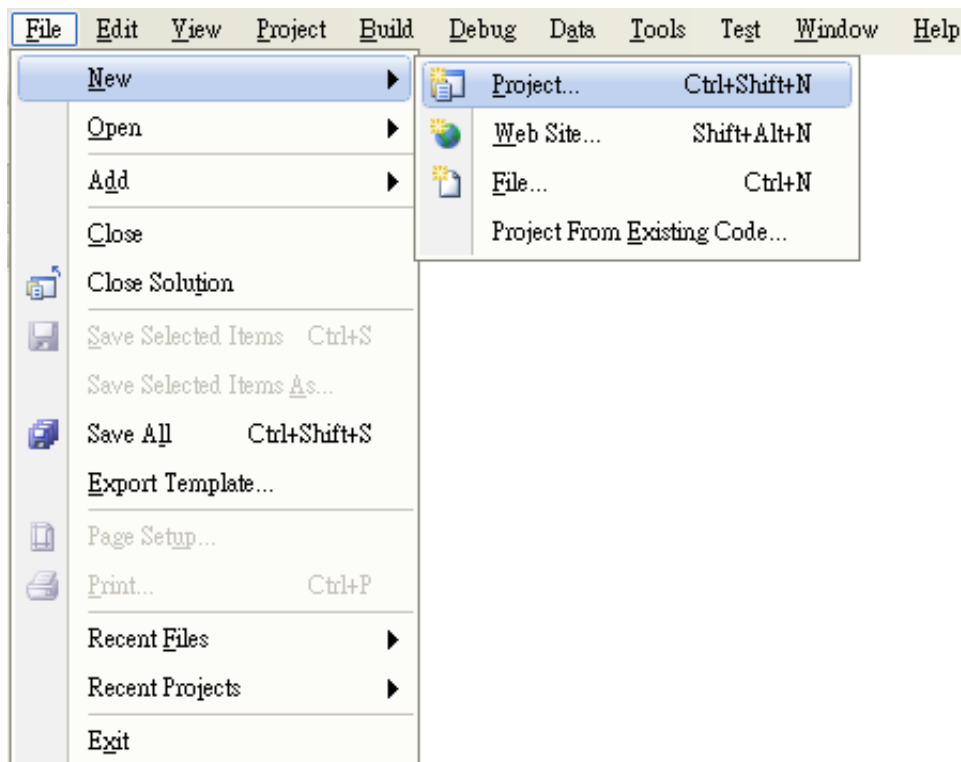 File Edit View Project Build Debug Data Tools Test Window Help
New
Project... Ctrl+Shift+N
Open
Web Site... Shift+Alt+N
Add
File... Ctrl+N
Close
Project From Existing Code...
Close Solution
Save Selected Items Ctrl+S
Save Selected Items As...
Save All Ctrl+Shift+S
Export Template...
Page Setup...
Print... Ctrl+P
Recent Files
Recent Projects
Exit